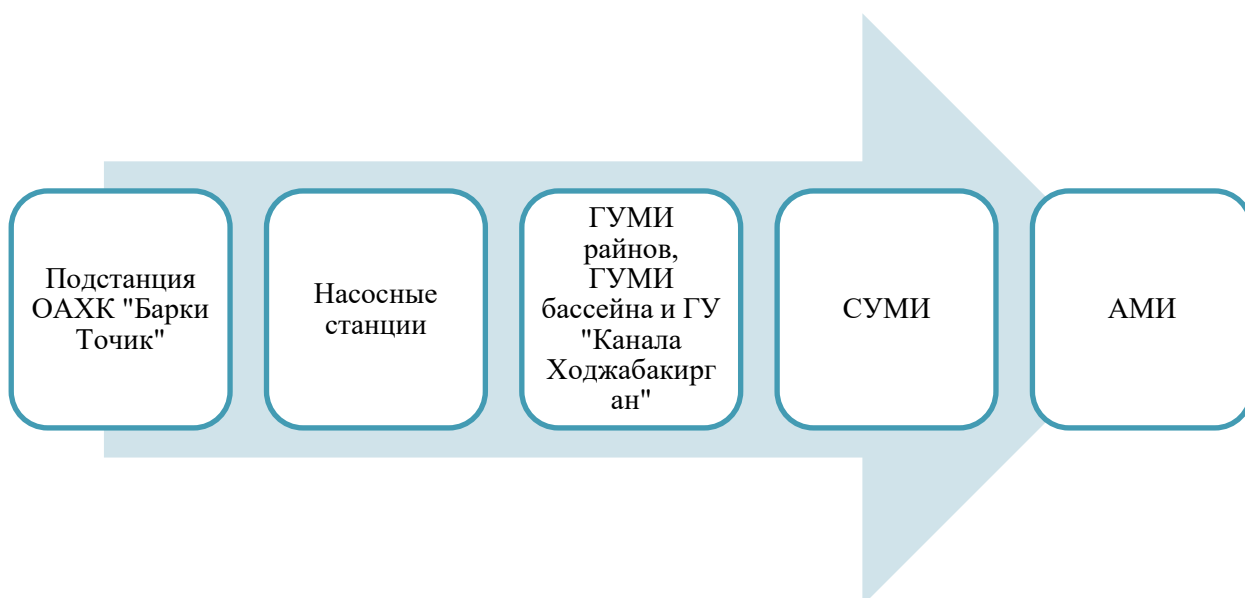 Подстанция
ОАХК "Барки
Точик"
Насосные
станции
ГУМИ
райнов,
ГУМИ
бассейна и ГУ
"Канала
Ходжабакирг
ан"
СУМИ
АМИ